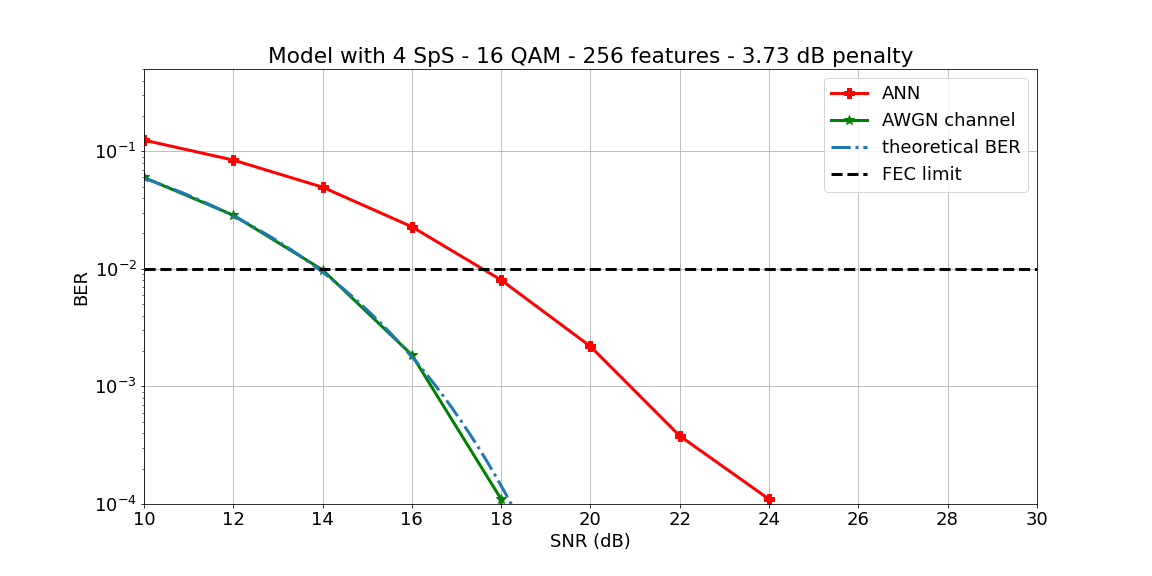 Model with 4 SpS - 16 QAM - 256 features - 3.73 dB penalty
ANN
AWGN channel
theoretical BER
FEC limit
10⁻¹
10⁻²
10⁻³
10⁻⁴
BER
10 12 14 16 18 20 22 24 26 28 30
SNR (dB)